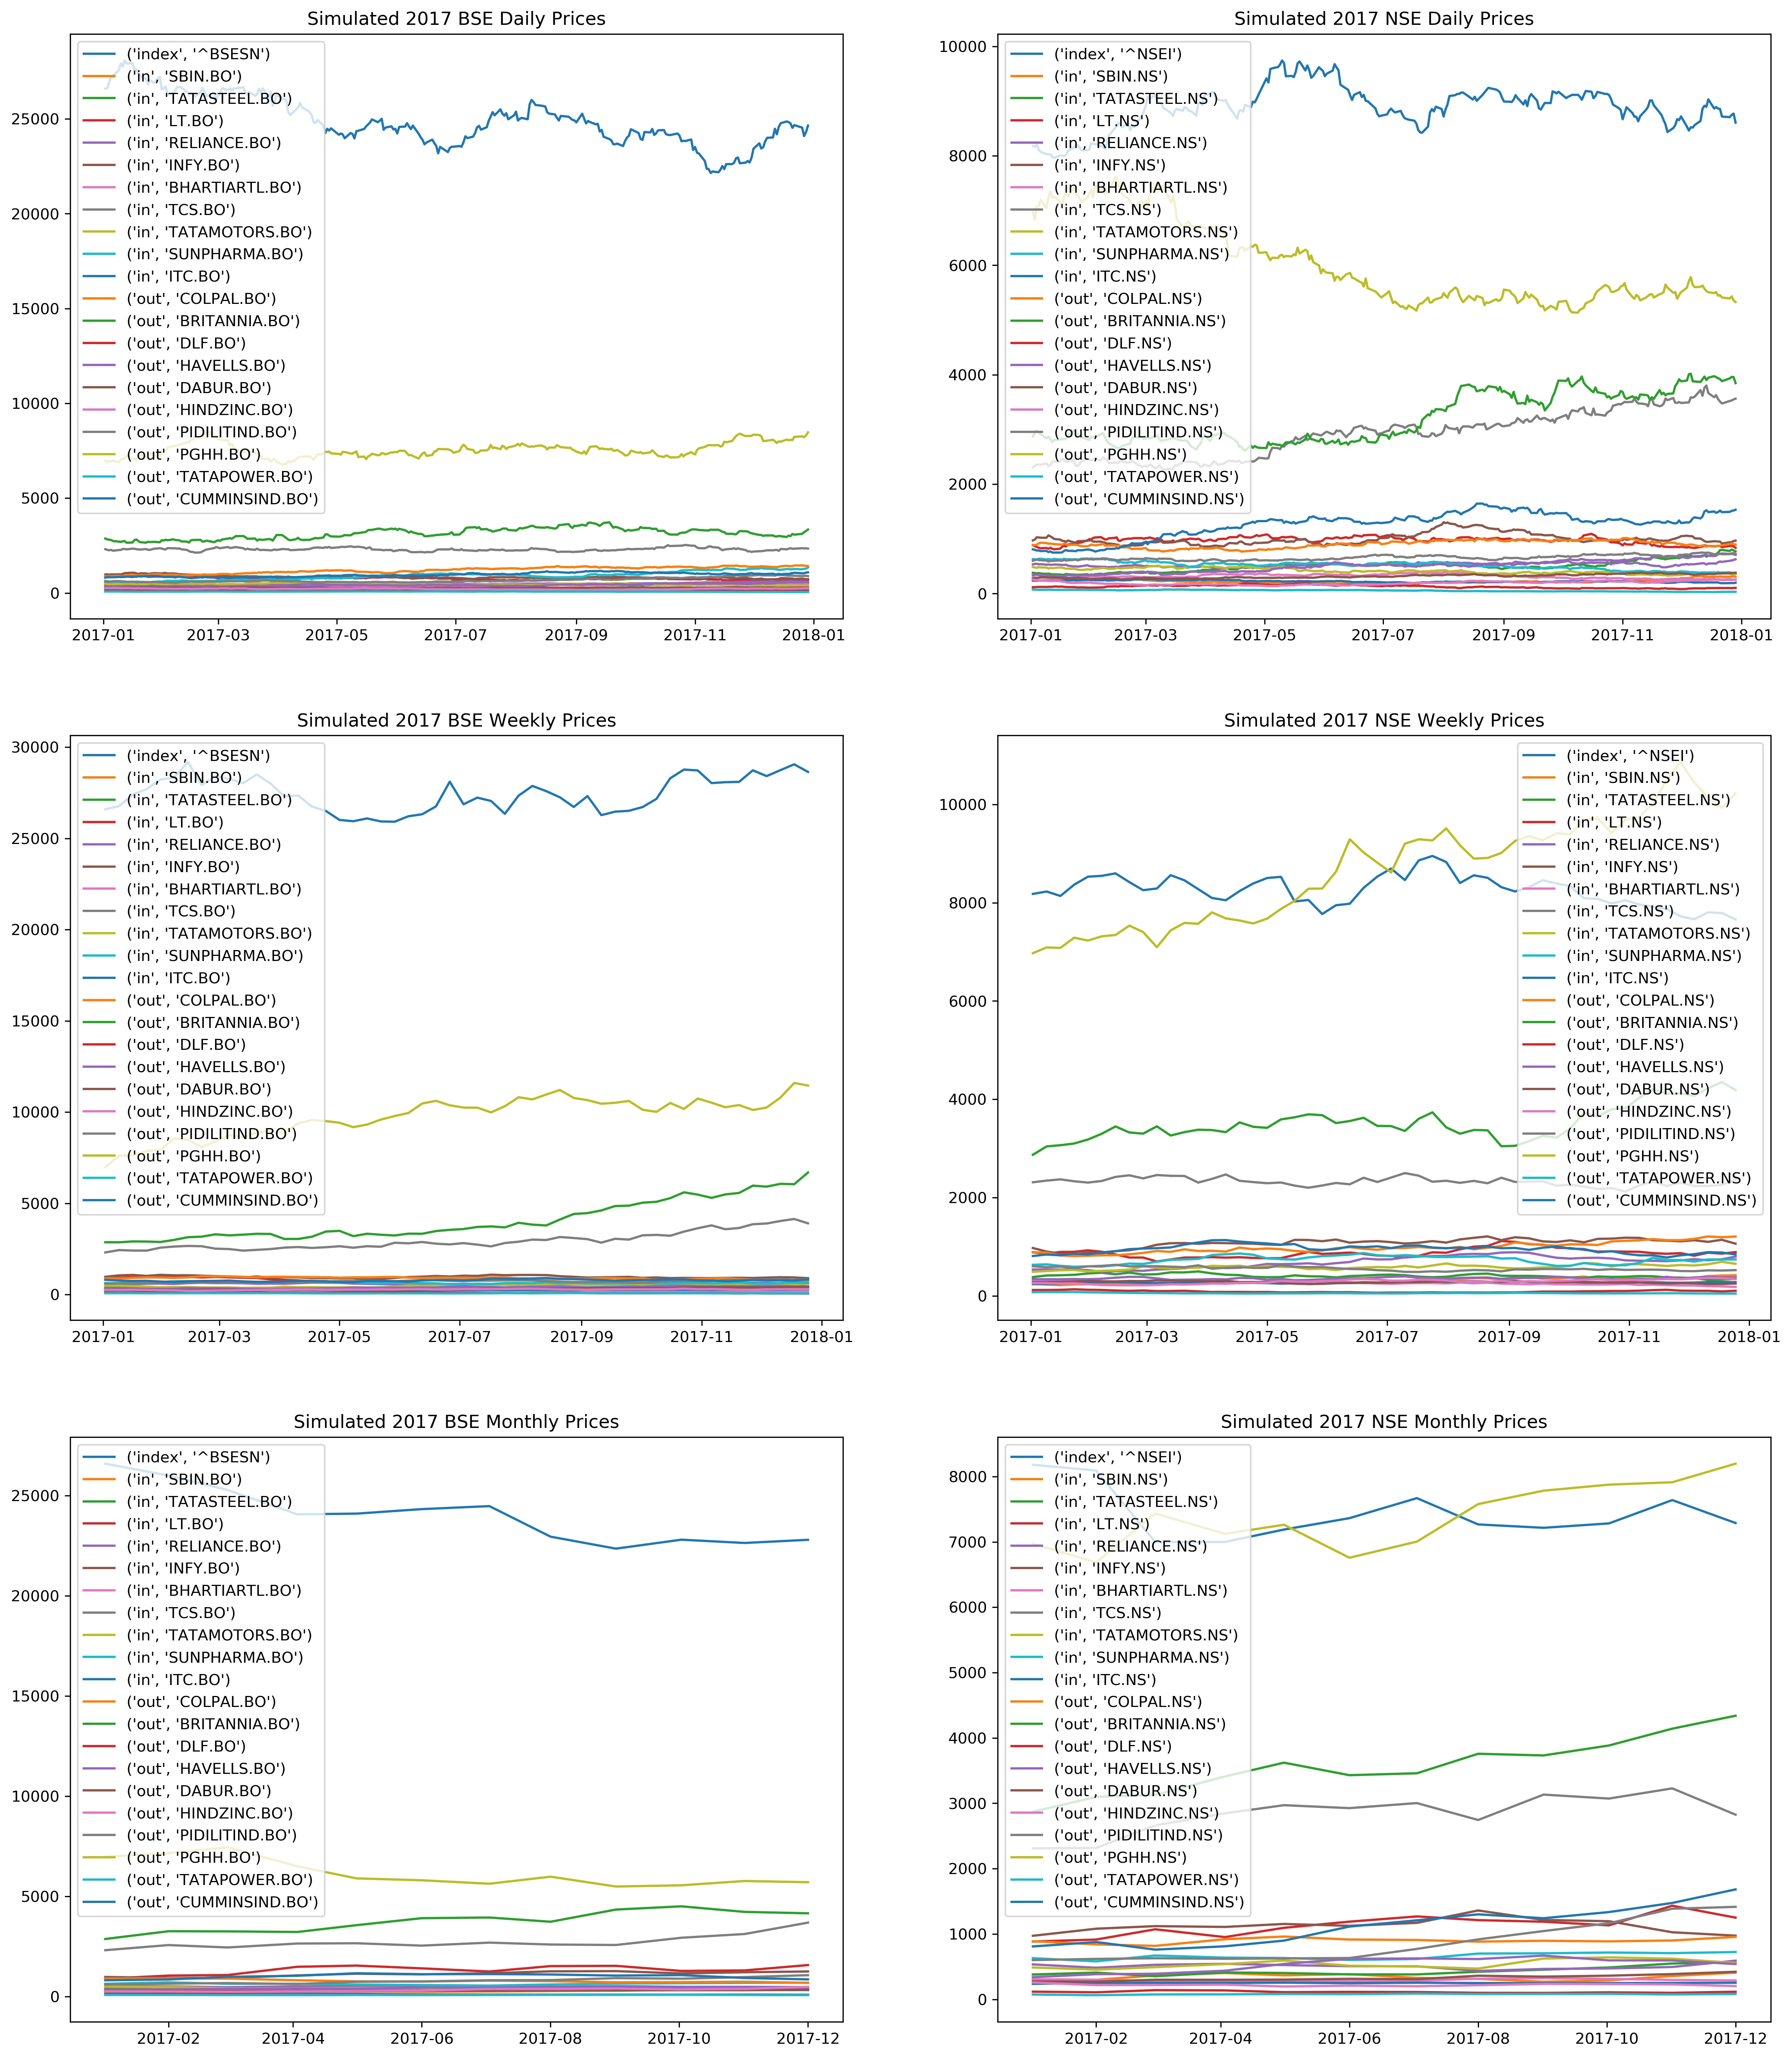 Simulated 2017 BSE Daily Prices
('index', '^BSESN')
('in', 'SBIN.BO')
('in', 'TATASTEEL.BO')
('in', 'LT.BO')
('in', 'RELIANCE.BO')
('in', 'INFY.BO')
('in', 'BHARTIARTL.BO')
('in', 'TCS.BO')
('in', 'TATAMOTORS.BO')
('in', 'SUNPHARMA.BO')
('in', 'ITC.BO')
('out', 'COLPAL.BO')
('out', 'BRITANNIA.BO')
('out', 'DLF.BO')
('out', 'HAVELLS.BO')
('out', 'DABUR.BO')
('out', 'HINDZINC.BO')
('out', 'PIDILITIND.BO')
('out', 'PGHH.BO')
('out', 'TATAPOWER.BO')
('out', 'CUMMINSIND.BO')
25000
20000
15000
10000
5000
0
2017-01 2017-03 2017-05 2017-07 2017-09 2017-11 2018-01
Simulated 2017 NSE Daily Prices
('index', '^NSEI')
('in', 'SBIN.NS')
('in', 'TATASTEEL.NS')
('in', 'LT.NS')
('in', 'RELIANCE.NS')
('in', 'INFY.NS')
('in', 'BHARTIARTL.NS')
('in', 'TCS.NS')
('in', 'TATAMOTORS.NS')
('in', 'SUNPHARMA.NS')
('in', 'ITC.NS')
('out', 'COLPAL.NS')
('out', 'BRITANNIA.NS')
('out', 'DLF.NS')
('out', 'HAVELLS.NS')
('out', 'DABUR.NS')
('out', 'HINDZINC.NS')
('out', 'PIDILITIND.NS')
('out', 'PGHH.NS')
('out', 'TATAPOWER.NS')
('out', 'CUMMINSIND.NS')
10000
8000
6000
4000
2000
0
2017-01 2017-03 2017-05 2017-07 2017-09 2017-11 2018-01
Simulated 2017 BSE Weekly Prices
('index', '^BSESN')
('in', 'SBIN.BO')
('in', 'TATASTEEL.BO')
('in', 'LT.BO')
('in', 'RELIANCE.BO')
('in', 'INFY.BO')
('in', 'BHARTIARTL.BO')
('in', 'TCS.BO')
('in', 'TATAMOTORS.BO')
('in', 'SUNPHARMA.BO')
('in', 'ITC.BO')
('out', 'COLPAL.BO')
('out', 'BRITANNIA.BO')
('out', 'DLF.BO')
('out', 'HAVELLS.BO')
('out', 'DABUR.BO')
('out', 'HINDZINC.BO')
('out', 'PIDILITIND.BO')
('out', 'PGHH.BO')
('out', 'TATAPOWER.BO')
('out', 'CUMMINSIND.BO')
30000
25000
20000
15000
10000
5000
0
2017-01 2017-03 2017-05 2017-07 2017-09 2017-11 2018-01
Simulated 2017 NSE Weekly Prices
('index', '^NSEI')
('in', 'SBIN.NS')
('in', 'TATASTEEL.NS')
('in', 'LT.NS')
('in', 'RELIANCE.NS')
('in', 'INFY.NS')
('in', 'BHARTIARTL.NS')
('in', 'TCS.NS')
('in', 'TATAMOTORS.NS')
('in', 'SUNPHARMA.NS')
('in', 'ITC.NS')
('out', 'COLPAL.NS')
('out', 'BRITANNIA.NS')
('out', 'DLF.NS')
('out', 'HAVELLS.NS')
('out', 'DABUR.NS')
('out', 'HINDZINC.NS')
('out', 'PIDILITIND.NS')
('out', 'PGHH.NS')
('out', 'TATAPOWER.NS')
('out', 'CUMMINSIND.NS')
10000
8000
6000
4000
2000
0
2017-01 2017-03 2017-05 2017-07 2017-09 2017-11 2018-01
Simulated 2017 BSE Monthly Prices
('index', '^BSESN')
('in', 'SBIN.BO')
('in', 'TATASTEEL.BO')
('in', 'LT.BO')
('in', 'RELIANCE.BO')
('in', 'INFY.BO')
('in', 'BHARTIARTL.BO')
('in', 'TCS.BO')
('in', 'TATAMOTORS.BO')
('in', 'SUNPHARMA.BO')
('in', 'ITC.BO')
('out', 'COLPAL.BO')
('out', 'BRITANNIA.BO')
('out', 'DLF.BO')
('out', 'HAVELLS.BO')
('out', 'DABUR.BO')
('out', 'HINDZINC.BO')
('out', 'PIDILITIND.BO')
('out', 'PGHH.BO')
('out', 'TATAPOWER.BO')
('out', 'CUMMINSIND.BO')
25000
20000
15000
10000
5000
0
2017-02 2017-04 2017-06 2017-08 2017-10 2017-12
Simulated 2017 NSE Monthly Prices
('index', '^NSEI')
('in', 'SBIN.NS')
('in', 'TATASTEEL.NS')
('in', 'LT.NS')
('in', 'RELIANCE.NS')
('in', 'INFY.NS')
('in', 'BHARTIARTL.NS')
('in', 'TCS.NS')
('in', 'TATAMOTORS.NS')
('in', 'SUNPHARMA.NS')
('in', 'ITC.NS')
('out', 'COLPAL.NS')
('out', 'BRITANNIA.NS')
('out', 'DLF.NS')
('out', 'HAVELLS.NS')
('out', 'DABUR.NS')
('out', 'HINDZINC.NS')
('out', 'PIDILITIND.NS')
('out', 'PGHH.NS')
('out', 'TATAPOWER.NS')
('out', 'CUMMINSIND.NS')
8000
7000
6000
5000
4000
3000
2000
1000
0
2017-02 2017-04 2017-06 2017-08 2017-10 2017-12